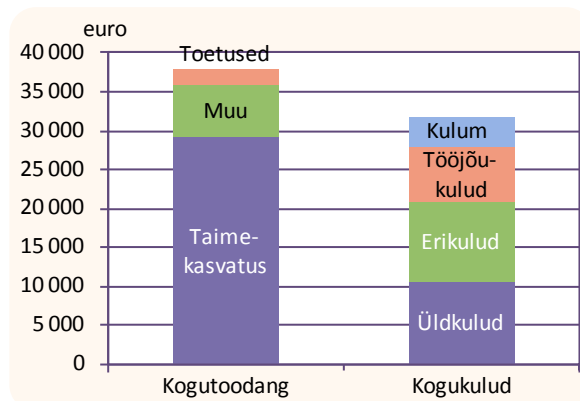 euro
40 000
35 000
30 000
25 000
20 000
15 000
10 000
5 000
0
Toetused
Muu
Taime-
kasvatus
Kulum
Tööjõu-
kulud
Erikulud
Üldkulud
Kogutoodang
Kogukulud